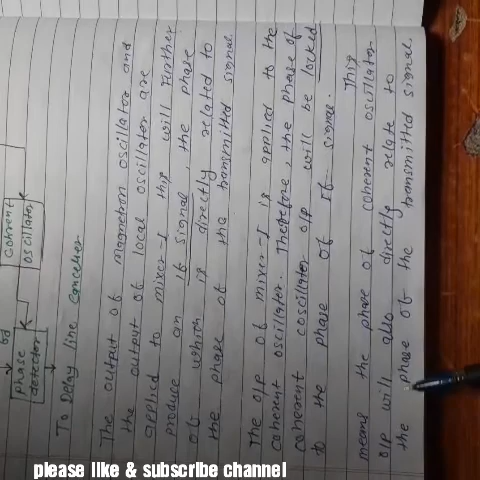 Coherent
oscillator
phase
detector
To Delay line canceller
The output of magnetron oscillator and
the output of local oscillator are
applied to mixer-1 this will further
produce an if signal, the phase
of which is directly related to
the phase of the transmitted signal.
The o/p of mixer-1 is applied to the
coherent oscillator. Therefore, the phase of
coherent coscillator o/p will be locked
to the phase of if signal.
This
means the phase of coherent oscillator
o/p will also directly relate to
the phase of the transmitted signal.
please like & subscribe channel